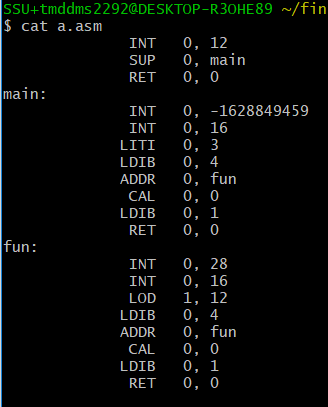 SSU+tmddms2292@DESKTOP-R3OHE89 ~/fin
$ cat a.asm
INT 0, 12
SUP 0, main
RET 0, 0
main:
INT 0, -1628849459
INT 0, 16
LITI 0, 3
LDIB 0, 4
ADDR 0, fun
CAL 0, 0
LDIB 0, 1
RET 0, 0
fun:
INT 0, 28
INT 0, 16
LOD 1, 12
LDIB 0, 4
ADDR 0, fun
CAL 0, 0
LDIB 0, 1
RET 0, 0